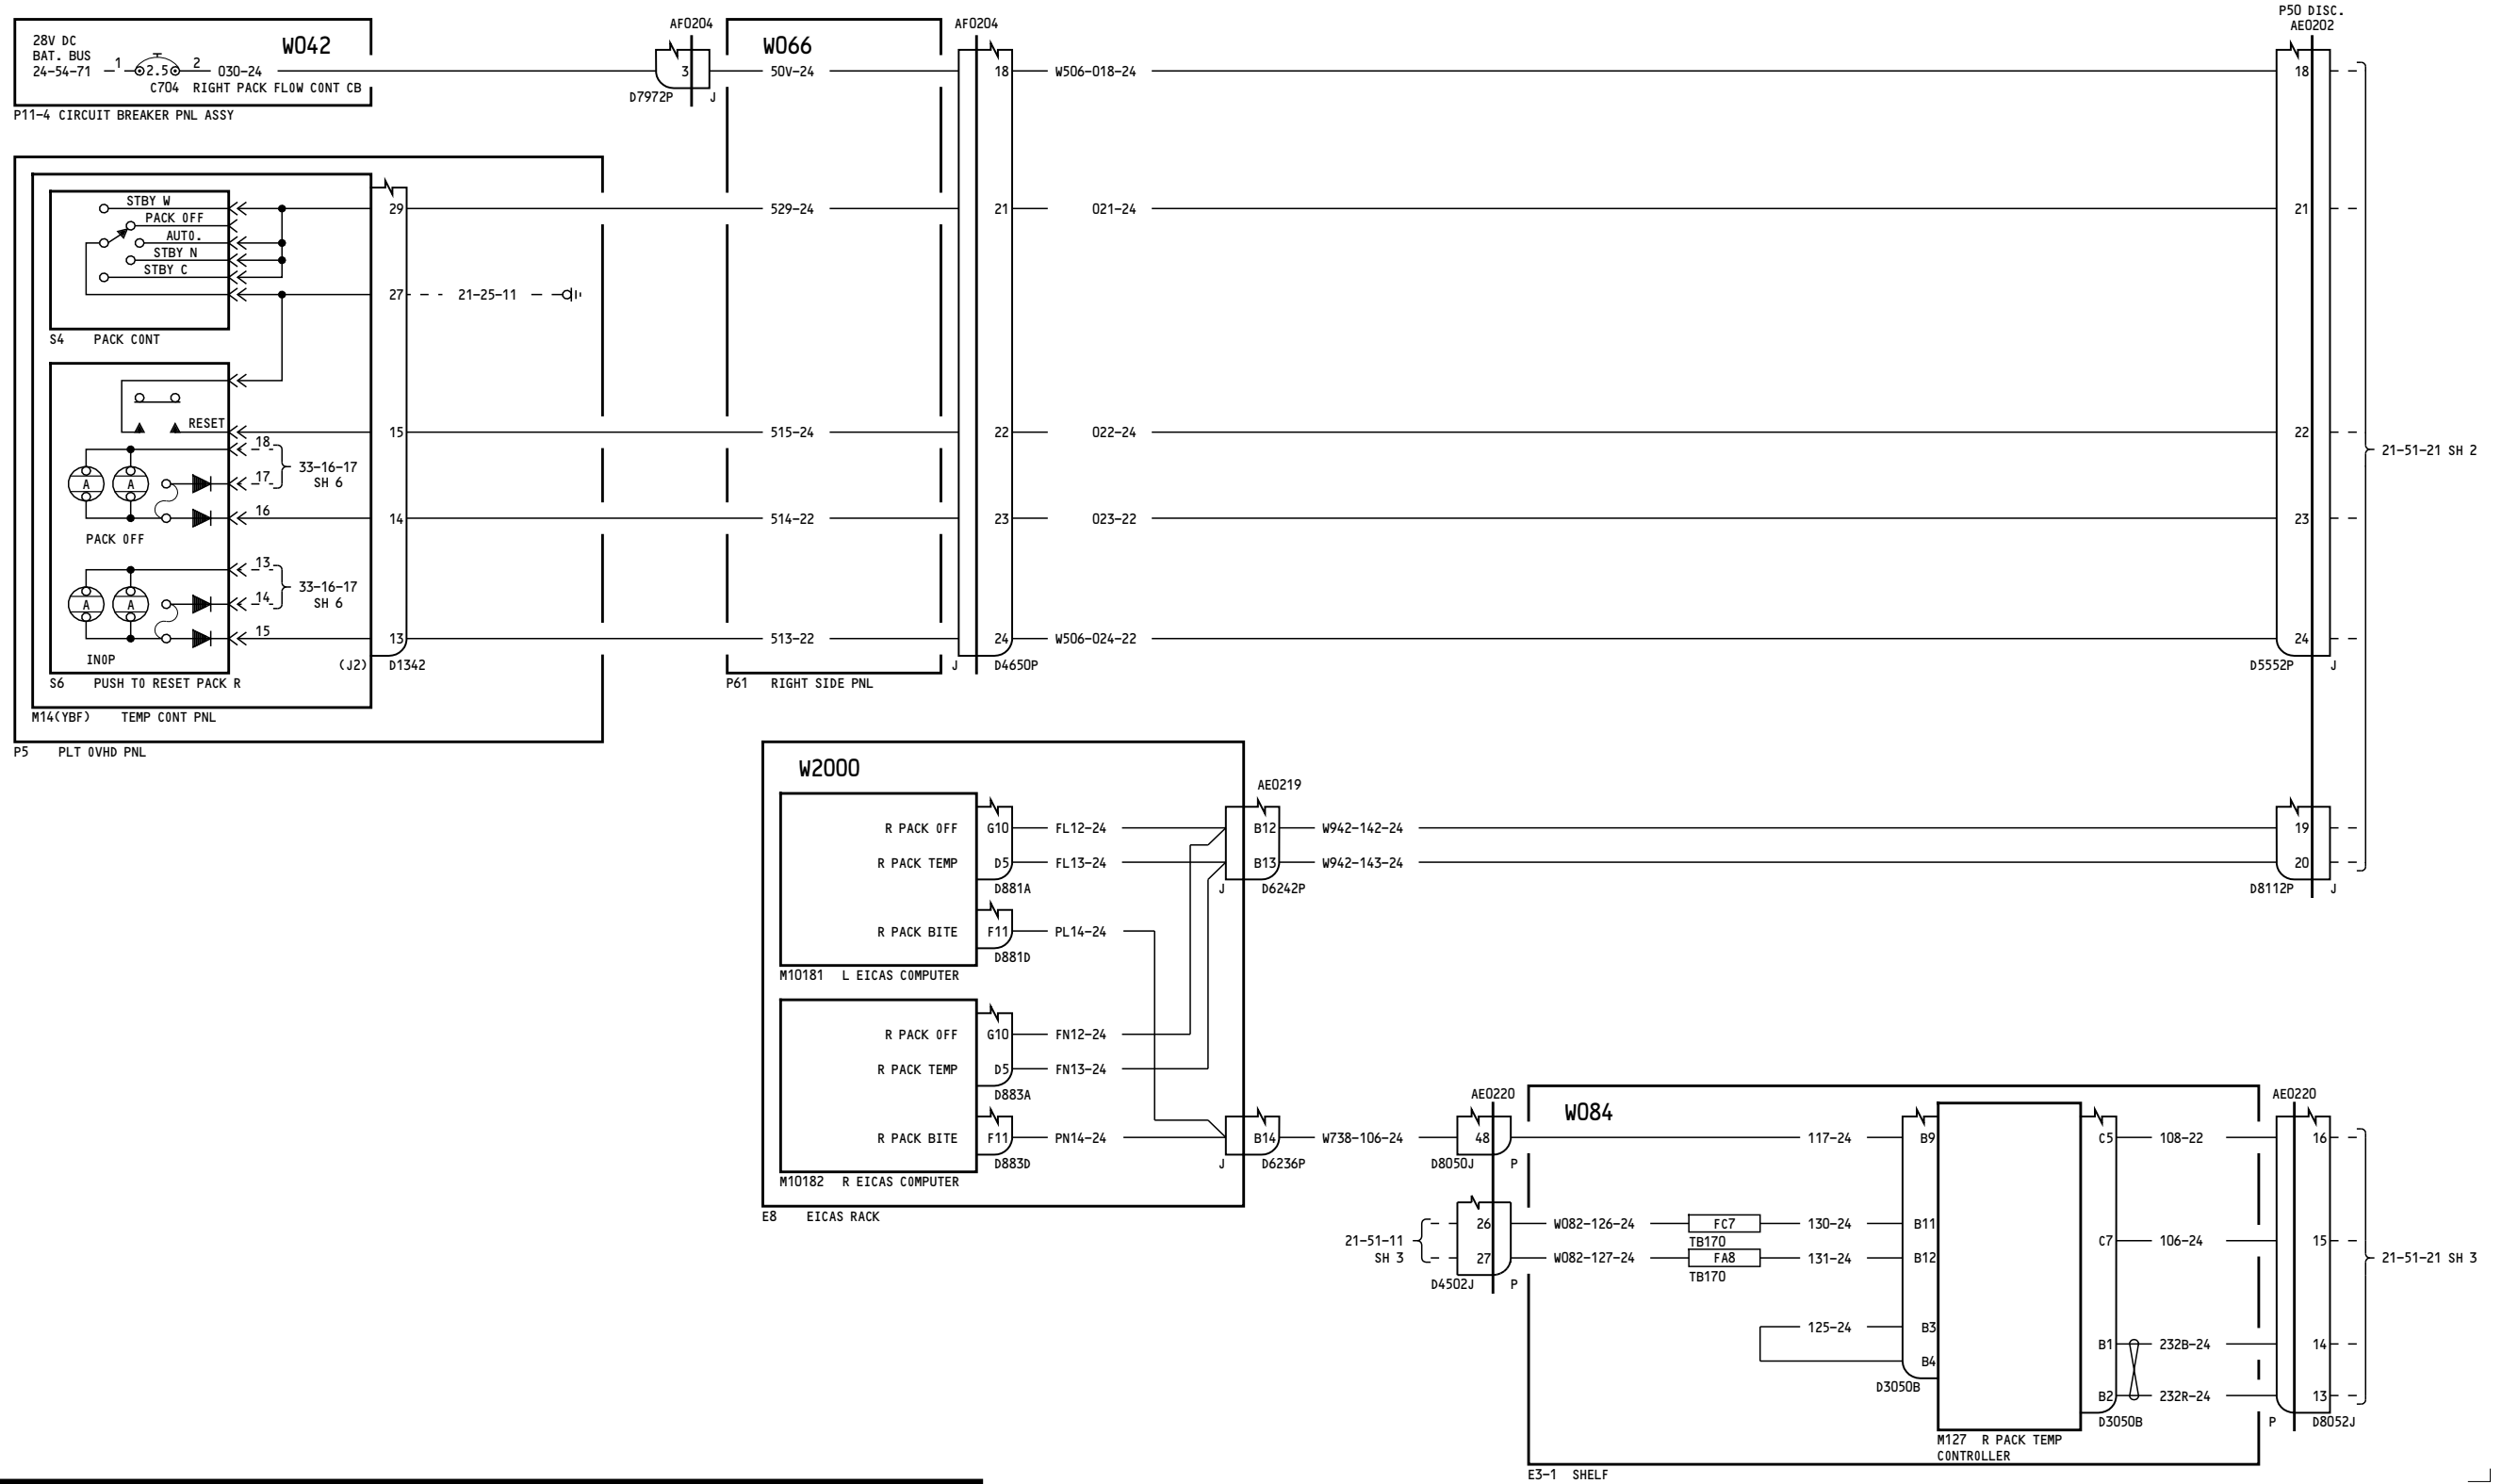 28V DC
BAT. BUS
24-54-71
1
2.5
2
030-24
W042
C704 RIGHT PACK FLOW CONT CB
P11-4 CIRCUIT BREAKER PNL ASSY
AF0204
3
D7972P
J
W066
50V-24
AF0204
18
W506-018-24
P50 DISC.
AE0202
18
STBY W
PACK OFF
AUTO.
STBY N
STBY C
S4 PACK CONT
29
529-24
21
021-24
21
27
21-25-11
RESET
15
515-24
22
022-24
22
21-51-21 SH 2
18
17
33-16-17
SH 6
A
A
16
14
514-22
23
023-22
23
PACK OFF
13
14
33-16-17
SH 6
A
A
15
13
513-22
24
W506-024-22
24
INOP
(J2)
D1342
J
D4650P
D5552P
J
S6 PUSH TO RESET PACK R
P61 RIGHT SIDE PNL
M14(YBF) TEMP CONT PNL
P5 PLT OVHD PNL
W2000
AE0219
R PACK OFF
G10
FL12-24
B12
W942-142-24
19
R PACK TEMP
D5
FL13-24
B13
W942-143-24
20
D881A
J
D6242P
D8112P
J
R PACK BITE
F11
PL14-24
D881D
M10181 L EICAS COMPUTER
R PACK OFF
G10
FN12-24
R PACK TEMP
D5
FN13-24
D883A
R PACK BITE
F11
PN14-24
B14
W738-106-24
D883D
J
D6236P
M10182 R EICAS COMPUTER
E8 EICAS RACK
AE0220
48
D8050J
P
W084
117-24
B9
C5
108-22
AE0220
16
21-51-11
SH 3
26
W082-126-24
FC7
TB170
130-24
B11
27
W082-127-24
FA8
TB170
131-24
B12
D4502J
P
C7
106-24
15
21-51-21 SH 3
125-24
B3
B4
D3050B
B1
232B-24
14
B2
232R-24
13
D3050B
P
D8052J
M127 R PACK TEMP
CONTROLLER
E3-1 SHELF